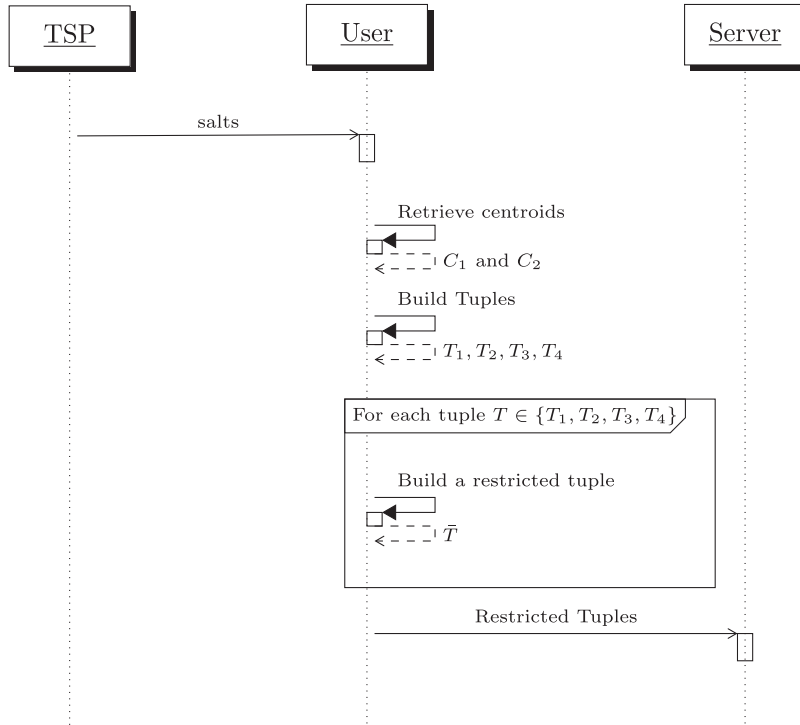 TSP
User
Server
salts
Retrieve centroids
C₁ and C₂
Build Tuples
T₁, T₂, T₃, T₄
For each tuple T ∈ {T₁, T₂, T₃, T₄}
Build a restricted tuple
T̄
Restricted Tuples